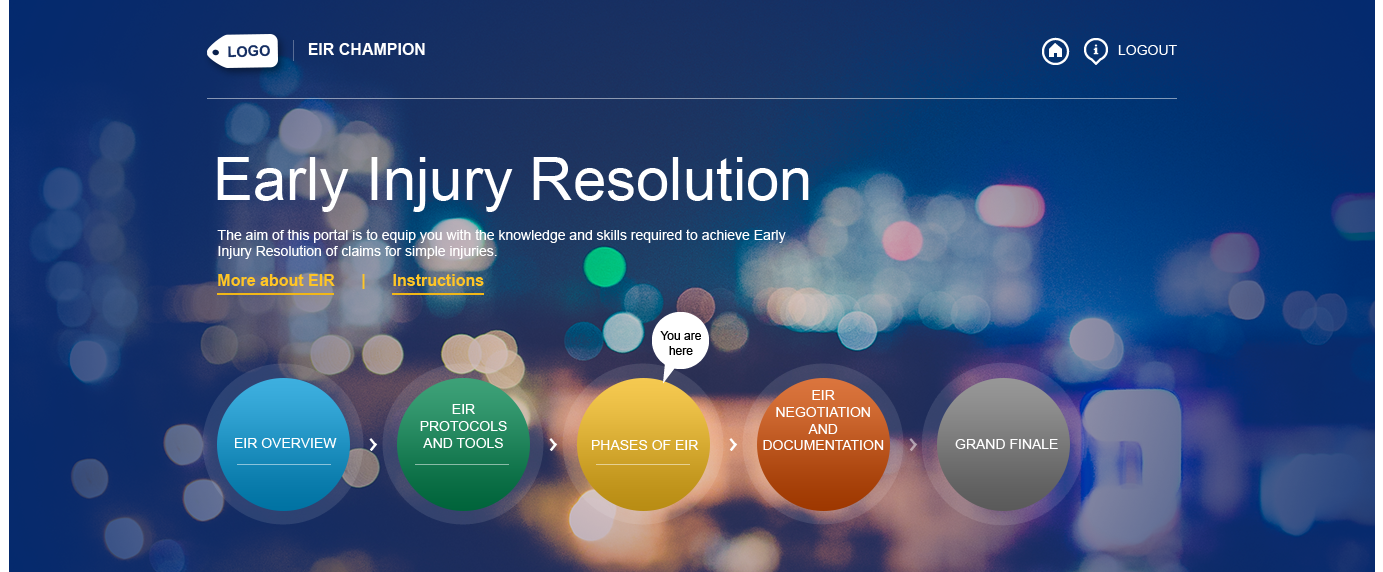 LOGO
EIR CHAMPION
LOGOUT
Early Injury Resolution
The aim of this portal is to equip you with the knowledge and skills required to achieve Early
Injury Resolution of claims for simple injuries.
More about EIR | Instructions
You are
here
EIR OVERVIEW
EIR
PROTOCOLS
AND TOOLS
PHASES OF EIR
EIR
NEGOTIATION
AND
DOCUMENTATION
GRAND FINALE